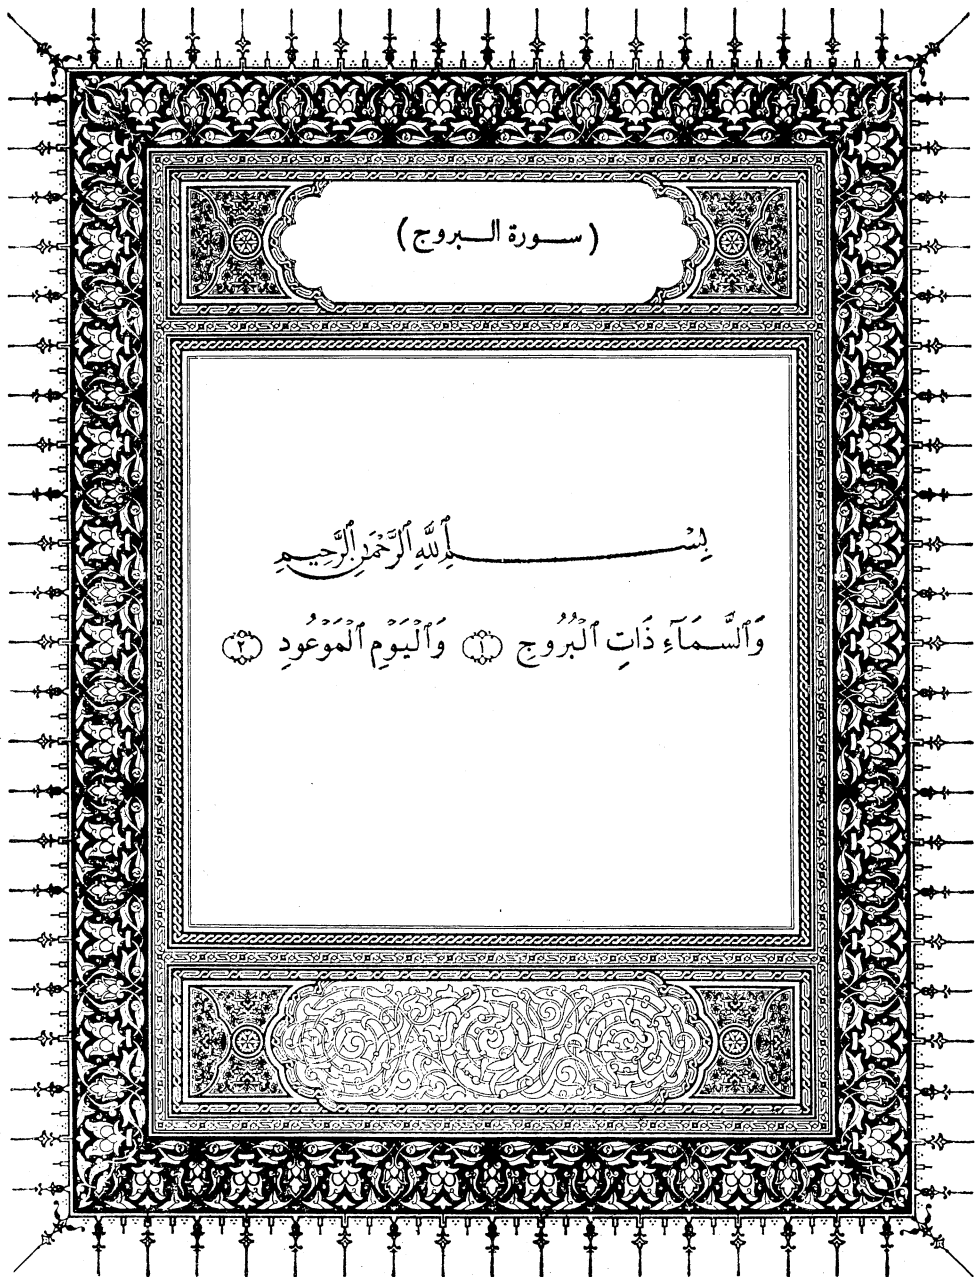 (سورة البروج)
بِسْمِ ٱللَّهِ ٱلرَّحْمَٰنِ ٱلرَّحِيمِ
وَٱلسَّمَآءِ ذَاتِ ٱلْبُرُوجِ ۝١ وَٱلْيَوْمِ ٱلْمَوْعُودِ ۝٢